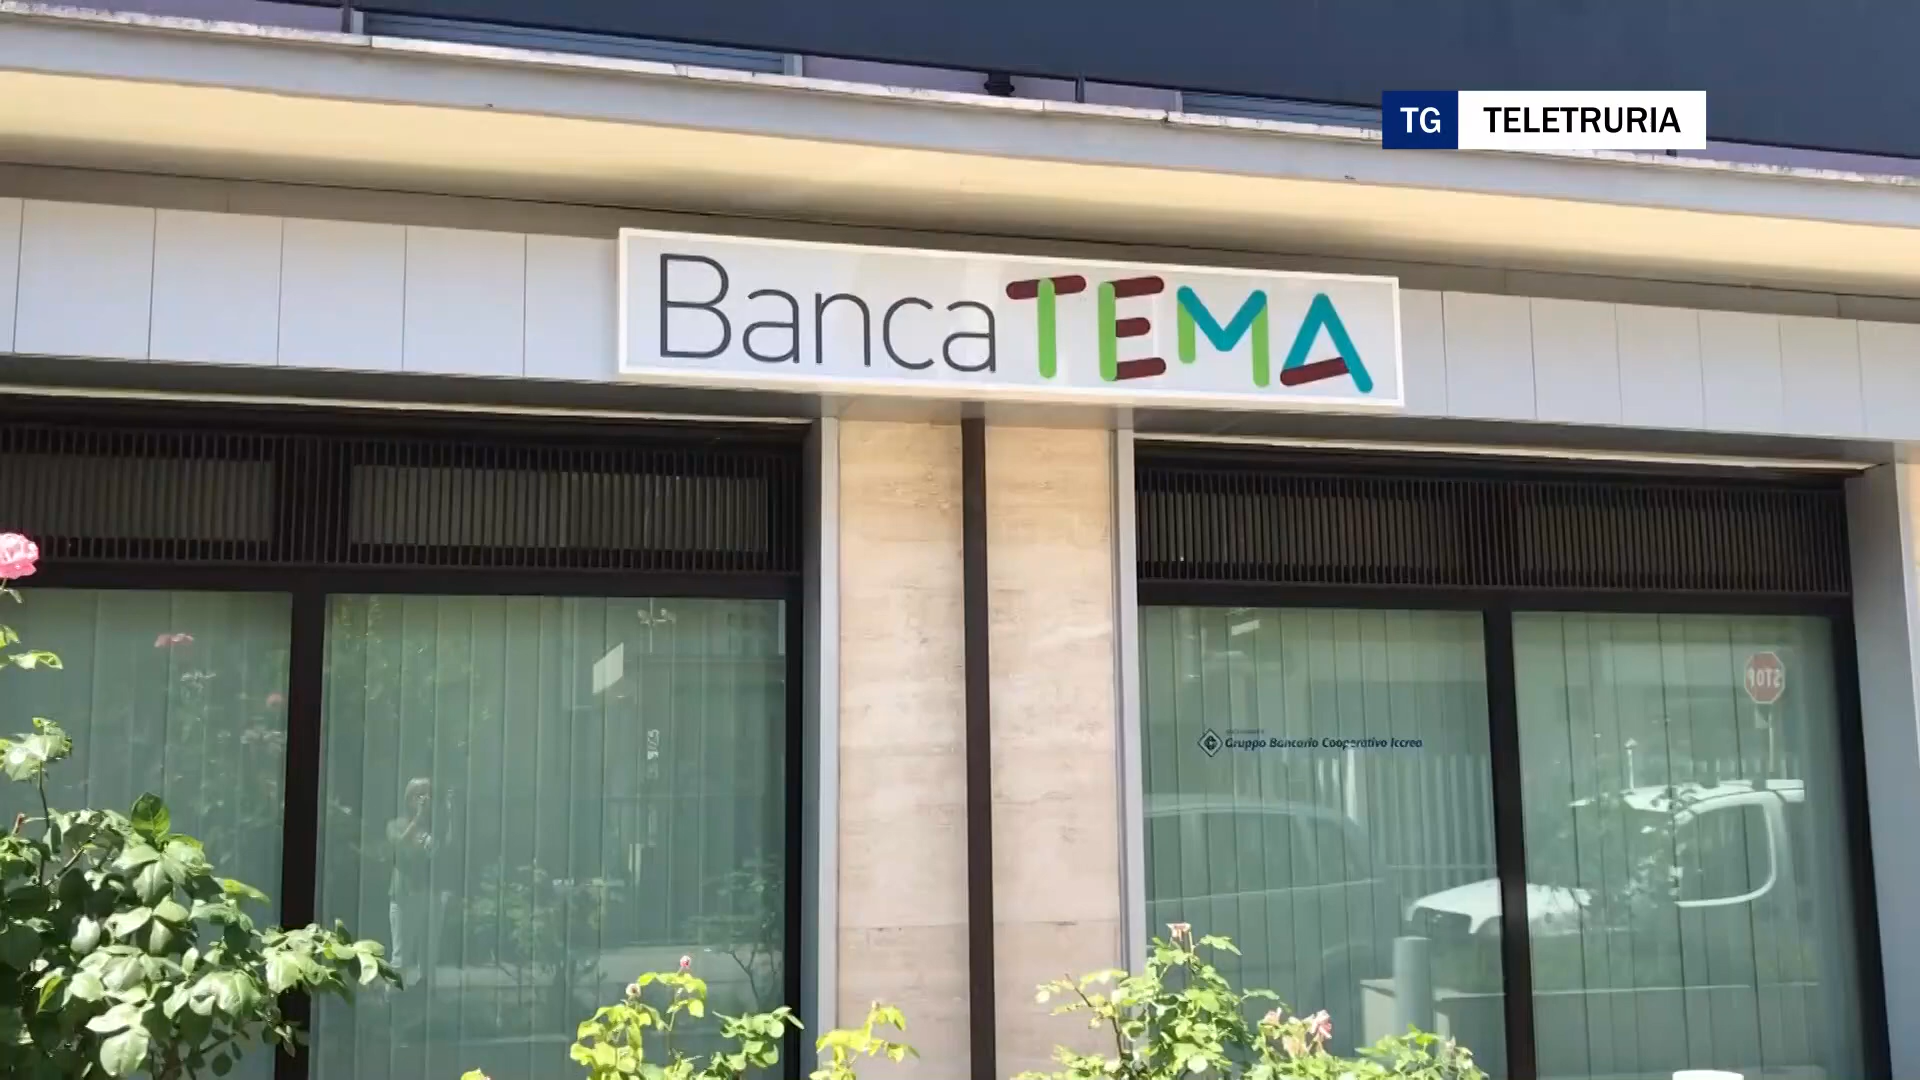 TG TELETRURIA
BancaTEMA
STOP
Gruppo Bancario Cooperativo Iccrea